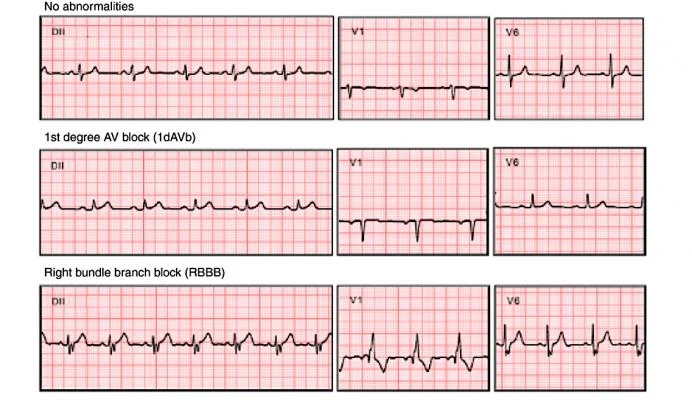 No abnormalities
DII V1 V6
1st degree AV block (1dAVb)
DII V1 V6
Right bundle branch block (RBBB)
DII V1 V6